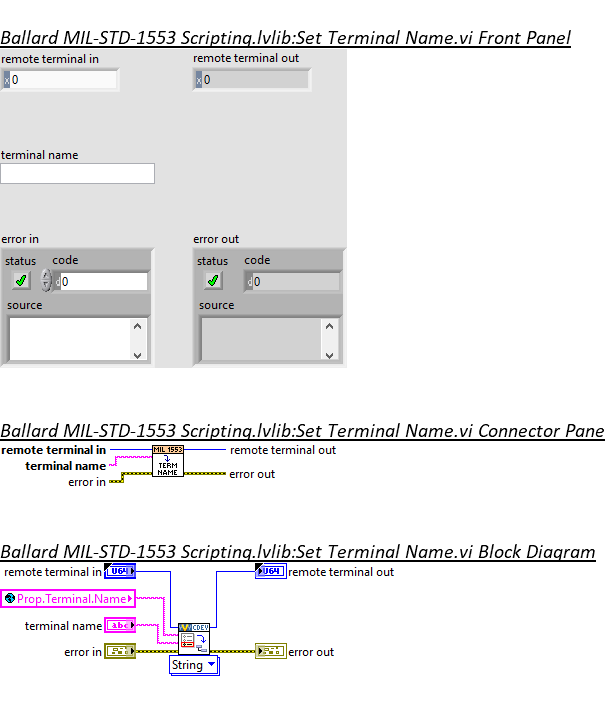 Ballard MIL-STD-1553 Scripting.lvlib:Set Terminal Name.vi Front Panel
remote terminal in remote terminal out
x 0 x 0
terminal name
error in error out
status code status code
d 0 d 0
source source
Ballard MIL-STD-1553 Scripting.lvlib:Set Terminal Name.vi Connector Pane
remote terminal in MIL 1553 remote terminal out
terminal name TERM
error in NAME error out
Ballard MIL-STD-1553 Scripting.lvlib:Set Terminal Name.vi Block Diagram
remote terminal in U64 U64 remote terminal out
Prop.Terminal.Name
terminal name abc CDEV
error in error out
String